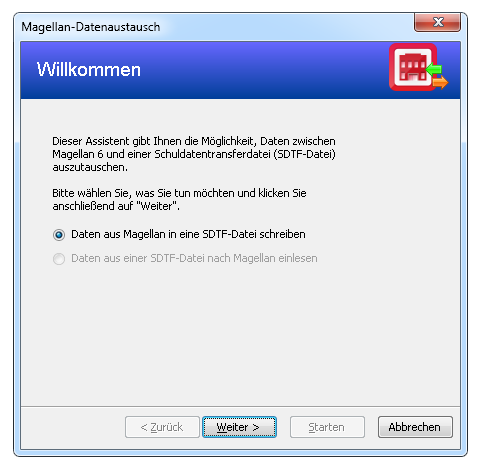 Magellan-Datenaustausch
Willkommen
Dieser Assistent gibt Ihnen die Möglichkeit, Daten zwischen
Magellan 6 und einer Schuldatentransferdatei (SDTF-Datei)
auszutauschen.
Bitte wählen Sie, was Sie tun möchten und klicken Sie
anschließend auf "Weiter".
Daten aus Magellan in eine SDTF-Datei schreiben
Daten aus einer SDTF-Datei nach Magellan einlesen
< Zurück Weiter > Starten Abbrechen